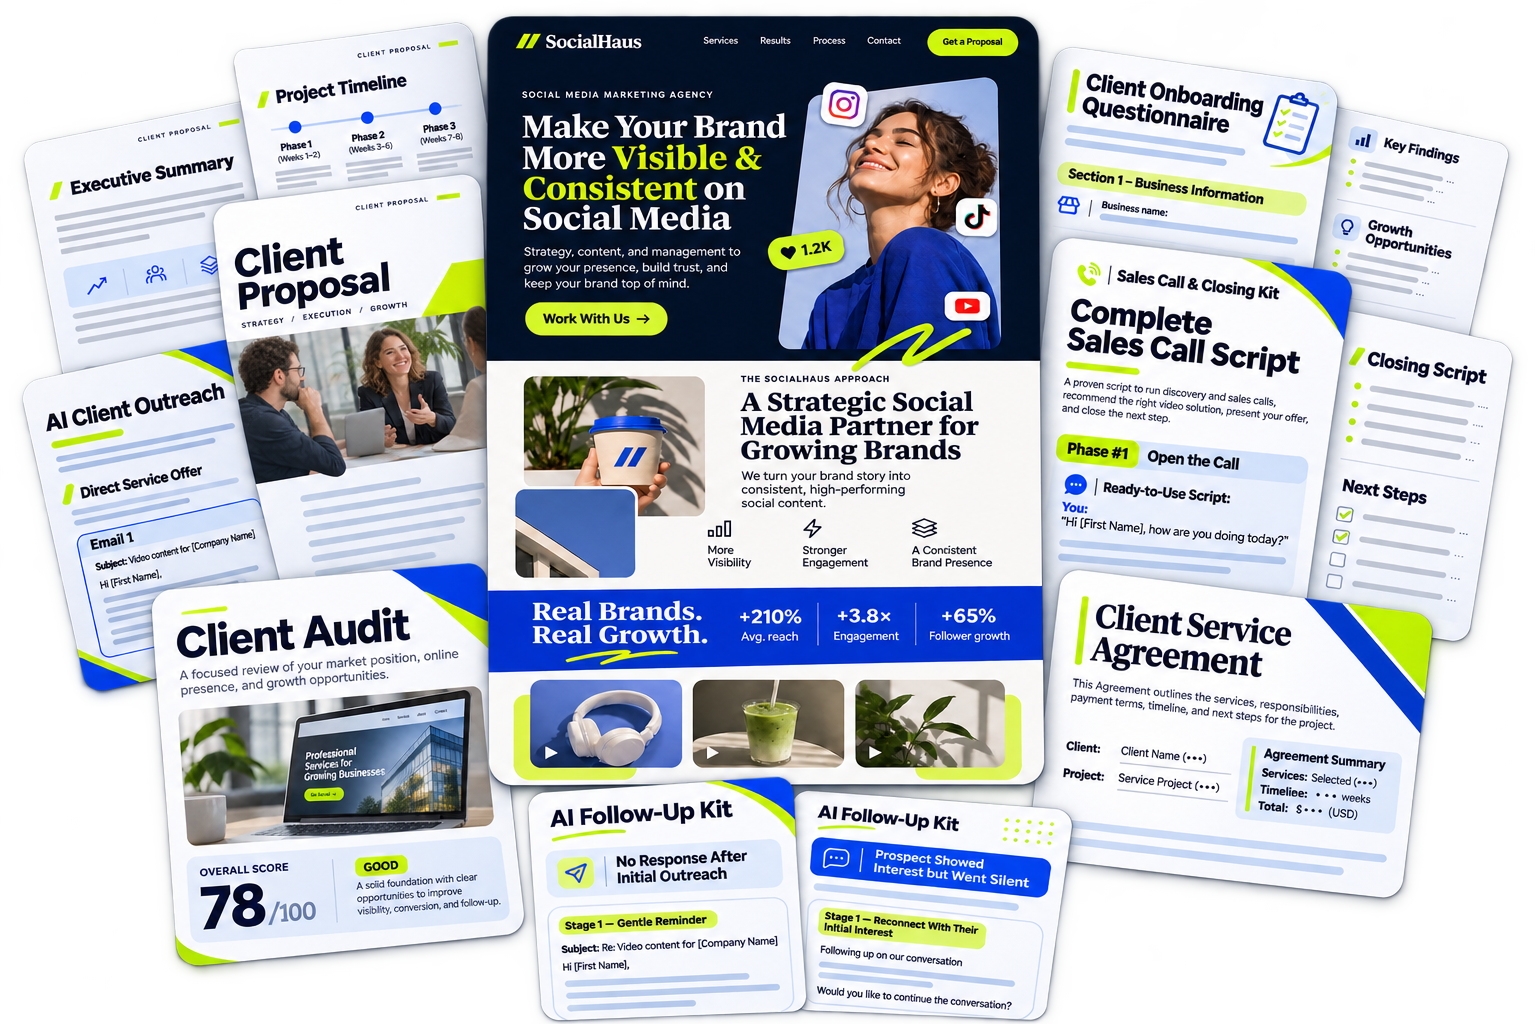 CLIENT PROPOSAL
Project Timeline
Phase 1
(Weeks 1–2)
Phase 2
(Weeks 3–6)
Phase 3
(Weeks 7–8)
CLIENT PROPOSAL
Executive Summary
CLIENT PROPOSAL
Client
Proposal
STRATEGY / EXECUTION / GROWTH
AI Client Outreach
Direct Service Offer
Email 1
Subject: Video content for [Company Name]
Hi [First Name],
Client Audit
A focused review of your market position, online
presence, and growth opportunities.
Professional
Services for
Growing Businesses
OVERALL SCORE
78/100
GOOD
A solid foundation with clear
opportunities to improve
visibility, conversion, and follow-up.
SocialHaus
Services
Results
Process
Contact
Get a Proposal
SOCIAL MEDIA MARKETING AGENCY
Make Your Brand
More Visible &
Consistent on
Social Media
Strategy, content, and management to
grow your presence, build trust, and
keep your brand top of mind.
Work With Us →
1.2K
THE SOCIALHAUS APPROACH
A Strategic Social
Media Partner for
Growing Brands
We turn your brand story into
consistent, high-performing
social content.
More
Visibility
Stronger
Engagement
A Concistent
Brand Presence
Real Brands.
Real Growth.
+210%
Avg. reach
+3.8×
Engagement
+65%
Follower growth
AI Follow-Up Kit
No Response After
Initial Outreach
Stage 1 — Gentle Reminder
Subject: Re: Video content for [Company Name]
Hi [First Name],
AI Follow-Up Kit
Prospect Showed
Interest but Went Silent
Stage 1 — Reconnect With Their
Initial Interest
Following up on our conversation
Would you like to continue the conversation?
Client Onboarding
Questionnaire
Section 1 – Business Information
Business name:
Key Findings
Growth
Opportunities
Sales Call & Closing Kit
Complete
Sales Call Script
A proven script to run discovery and sales calls,
recommend the right video solution, present your offer,
and close the next step.
Phase #1
Open the Call
Ready-to-Use Script:
You:
"Hi [First Name], how are you doing today?"
Closing Script
Next Steps
Client Service
Agreement
This Agreement outlines the services, responsibilities,
payment terms, timeline, and next steps for the project.
Client: Client Name (•••)
Project: Service Project (•••)
Agreement Summary
Services: Selected (•••)
Timeline: ••• weeks
Total: $••• (USD)